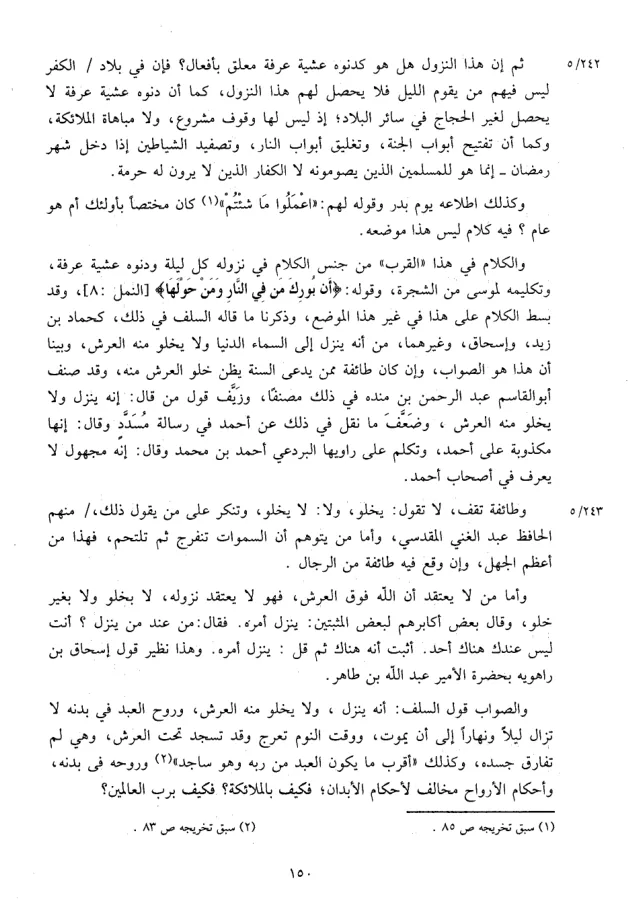 ٥/٢٤٢ ثم إن هذا النزول هل هو كدنوه عشية عرفة معلق بأفعال؟ فإن في بلاد / الكفر
ليس فيهم من يقوم الليل فلا يحصل لهم هذا النزول، كما أن دنوه عشية عرفة لا
يحصل لغير الحجاج في سائر البلاد؛ إذ ليس لها وقوف مشروع، ولا مباهاة الملائكة،
وكما أن تفتيح أبواب الجنة، وتغليق أبواب النار، وتصفيد الشياطين إذا دخل شهر
رمضان ـ إنما هو للمسلمين الذين يصومونه لا الكفار الذين لا يرون له حرمة.
وكذلك اطلاعه يوم بدر وقوله لهم: «اعْمَلُوا مَا شئْتُمْ»(١) كان مختصاً بأولئك أم هو
عام ؟ فيه كلام ليس هذا موضعه.
والكلام في هذا «القرب» من جنس الكلام في نزوله كل ليلة ودنوه عشية عرفة،
وتكليمه لموسى من الشجرة، وقوله: ﴿أَن بُورِكَ مَن فِي النَّارِ وَمَنْ حَوْلَهَا﴾ [النمل :٨]، وقد
بسط الكلام على هذا في غير هذا الموضع، وذكرنا ما قاله السلف في ذلك، كحماد بن
زيد، وإسحاق، وغيرهما، من أنه ينزل إلى السماء الدنيا ولا يخلو منه العرش، وبينا
أن هذا هو الصواب، وإن كان طائفة ممن يدعى السنة يظن خلو العرش منه، وقد صنف
أبوالقاسم عبد الرحمن بن منده في ذلك مصنفًا، وزَيَّف قول من قال: إنه ينزل ولا
يخلو منه العرش ، وضعَّفَ ما نقل في ذلك عن أحمد في رسالة مُسَدَّدٍ وقال: إنها
مكذوبة على أحمد، وتكلم على راويها البردعي أحمد بن محمد وقال: إنه مجهول لا
يعرف في أصحاب أحمد.
٥/٢٤٣ وطائفة تقف، لا تقول: يخلو، ولا: لا يخلو، وتنكر على من يقول ذلك،/ منهم
الحافظ عبد الغني المقدسي، وأما من يتوهم أن السموات تنفرج ثم تلتحم، فهذا من
أعظم الجهل، وإن وقع فيه طائفة من الرجال .
وأما من لا يعتقد أن اللّه فوق العرش، فهو لا يعتقد نزوله، لا بخلو ولا بغير
خلو، وقال بعض أكابرهم لبعض المثبتين: ينزل أمره. فقال:من عند من ينزل ؟ أنت
ليس عندك هناك أحد. أثبت أنه هناك ثم قل : ينزل أمره. وهذا نظير قول إسحاق بن
راهويه بحضرة الأمير عبد اللّه بن طاهر.
والصواب قول السلف: أنه ينزل ، ولا يخلو منه العرش، وروح العبد في بدنه لا
تزال ليلاً ونهاراً إلى أن يموت، ووقت النوم تعرج وقد تسجد تحت العرش، وهي لم
تفارق جسده، وكذلك «أقرب ما يكون العبد من ربه وهو ساجد»(٢) وروحه فى بدنه،
وأحكام الأرواح مخالف لأحكام الأبدان؛ فكيف بالملائكة؟ فكيف برب العالمين؟
(١) سبق تخريجه ص ٨٥ . (٢) سبق تخريجه ص ٨٣ .
١٥٠